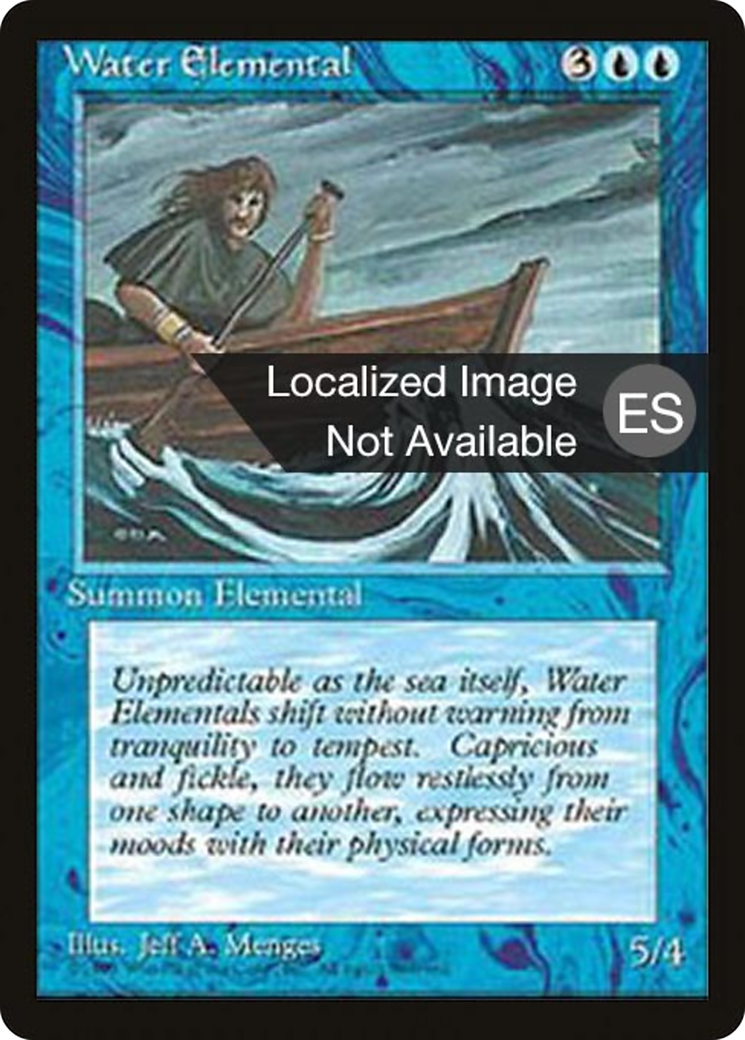 Water Elemental
3
Localized Image
Not Available
ES
Summon Elemental
Unpredictable as the sea itself, Water
Elementals shift without warning from
tranquility to tempest. Capricious
and fickle, they flow restlessly from
one shape to another, expressing their
moods with their physical forms.
Illus. Jeff A. Menges
5/4